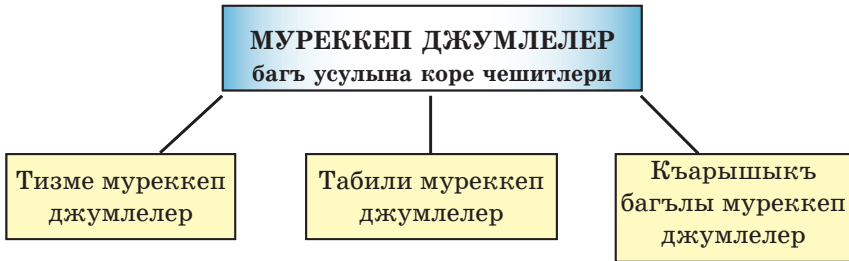 МУРЕККЕП ДЖУМЛЕЛЕР
багъ усулына коре чешитлери
Тизме муреккеп
джумлелер
Табили муреккеп
джумлелер
Къарышыкъ
багълы муреккеп
джумлелер